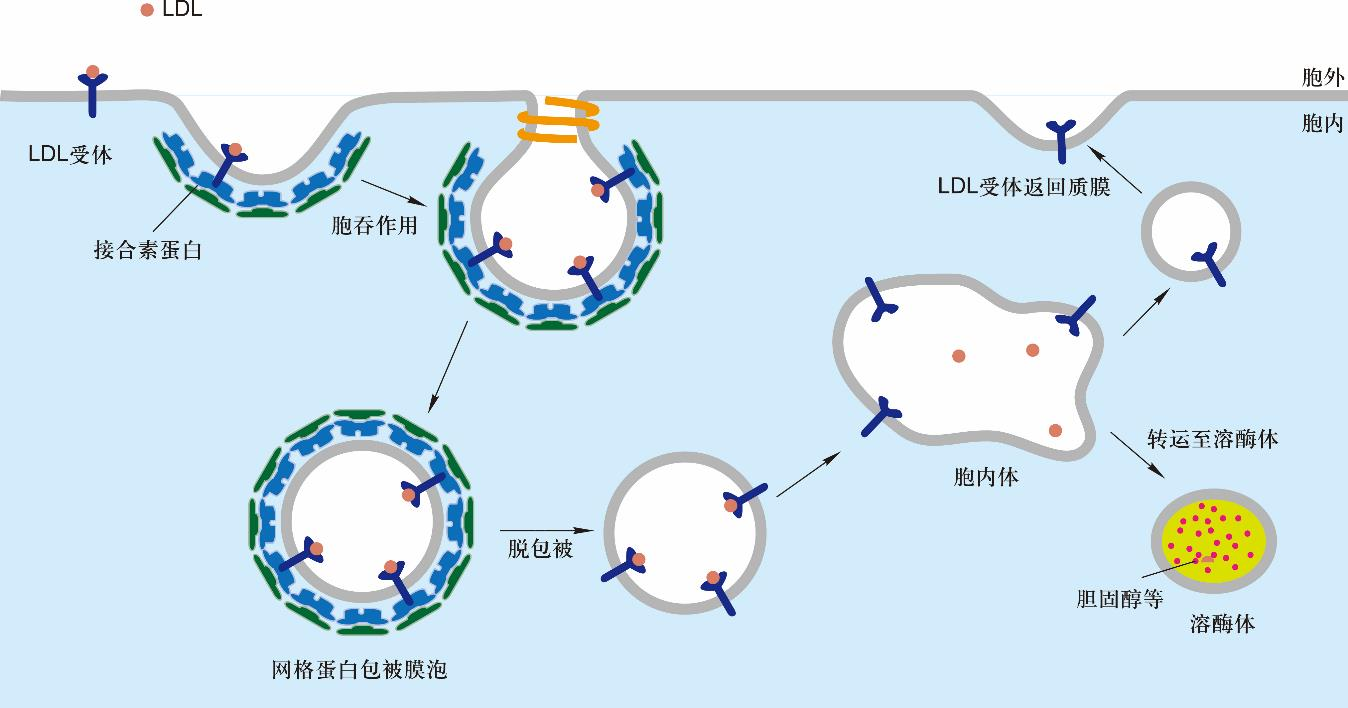 LDL
胞外
胞内
LDL受体
接合素蛋白
胞吞作用
LDL受体返回质膜
转运至溶酶体
胞内体
脱包被
胆固醇等
溶酶体
网格蛋白包被膜泡